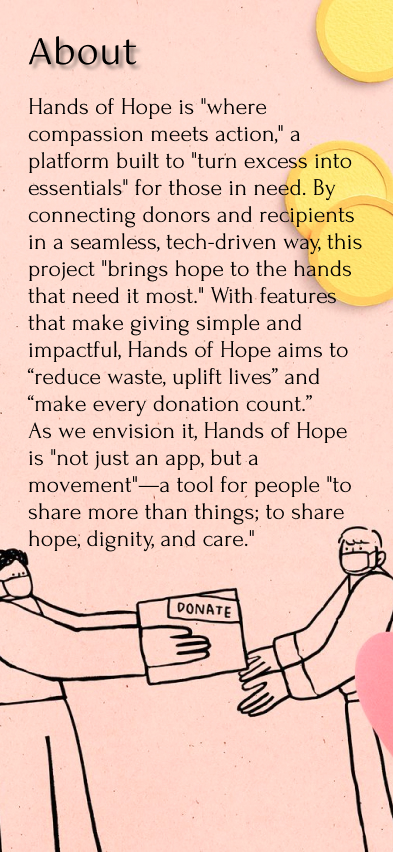 About
Hands of Hope is "where
compassion meets action," a
platform built to "turn excess into
essentials" for those in need. By
connecting donors and recipients
in a seamless, tech-driven way, this
project "brings hope to the hands
that need it most." With features
that make giving simple and
impactful, Hands of Hope aims to
“reduce waste, uplift lives” and
“make every donation count.”
As we envision it, Hands of Hope
is "not just an app, but a
movement"—a tool for people "to
share more than things; to share
hope, dignity, and care."
DONATE